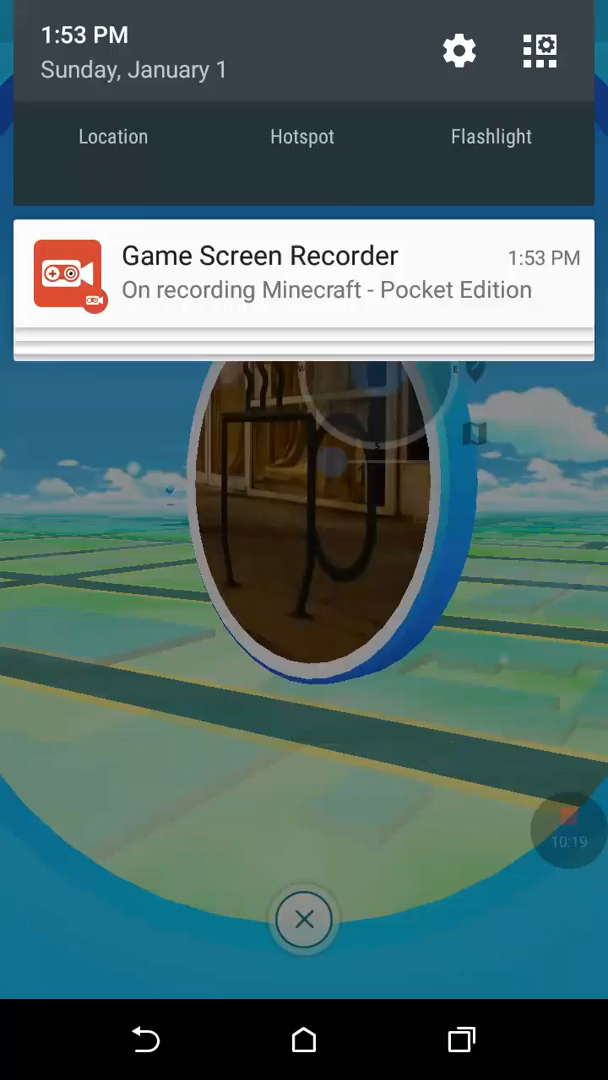 1:53 PM
Sunday, January 1
Location
Hotspot
Flashlight
Game Screen Recorder
1:53 PM
On recording Minecraft - Pocket Edition
E
S
10:19